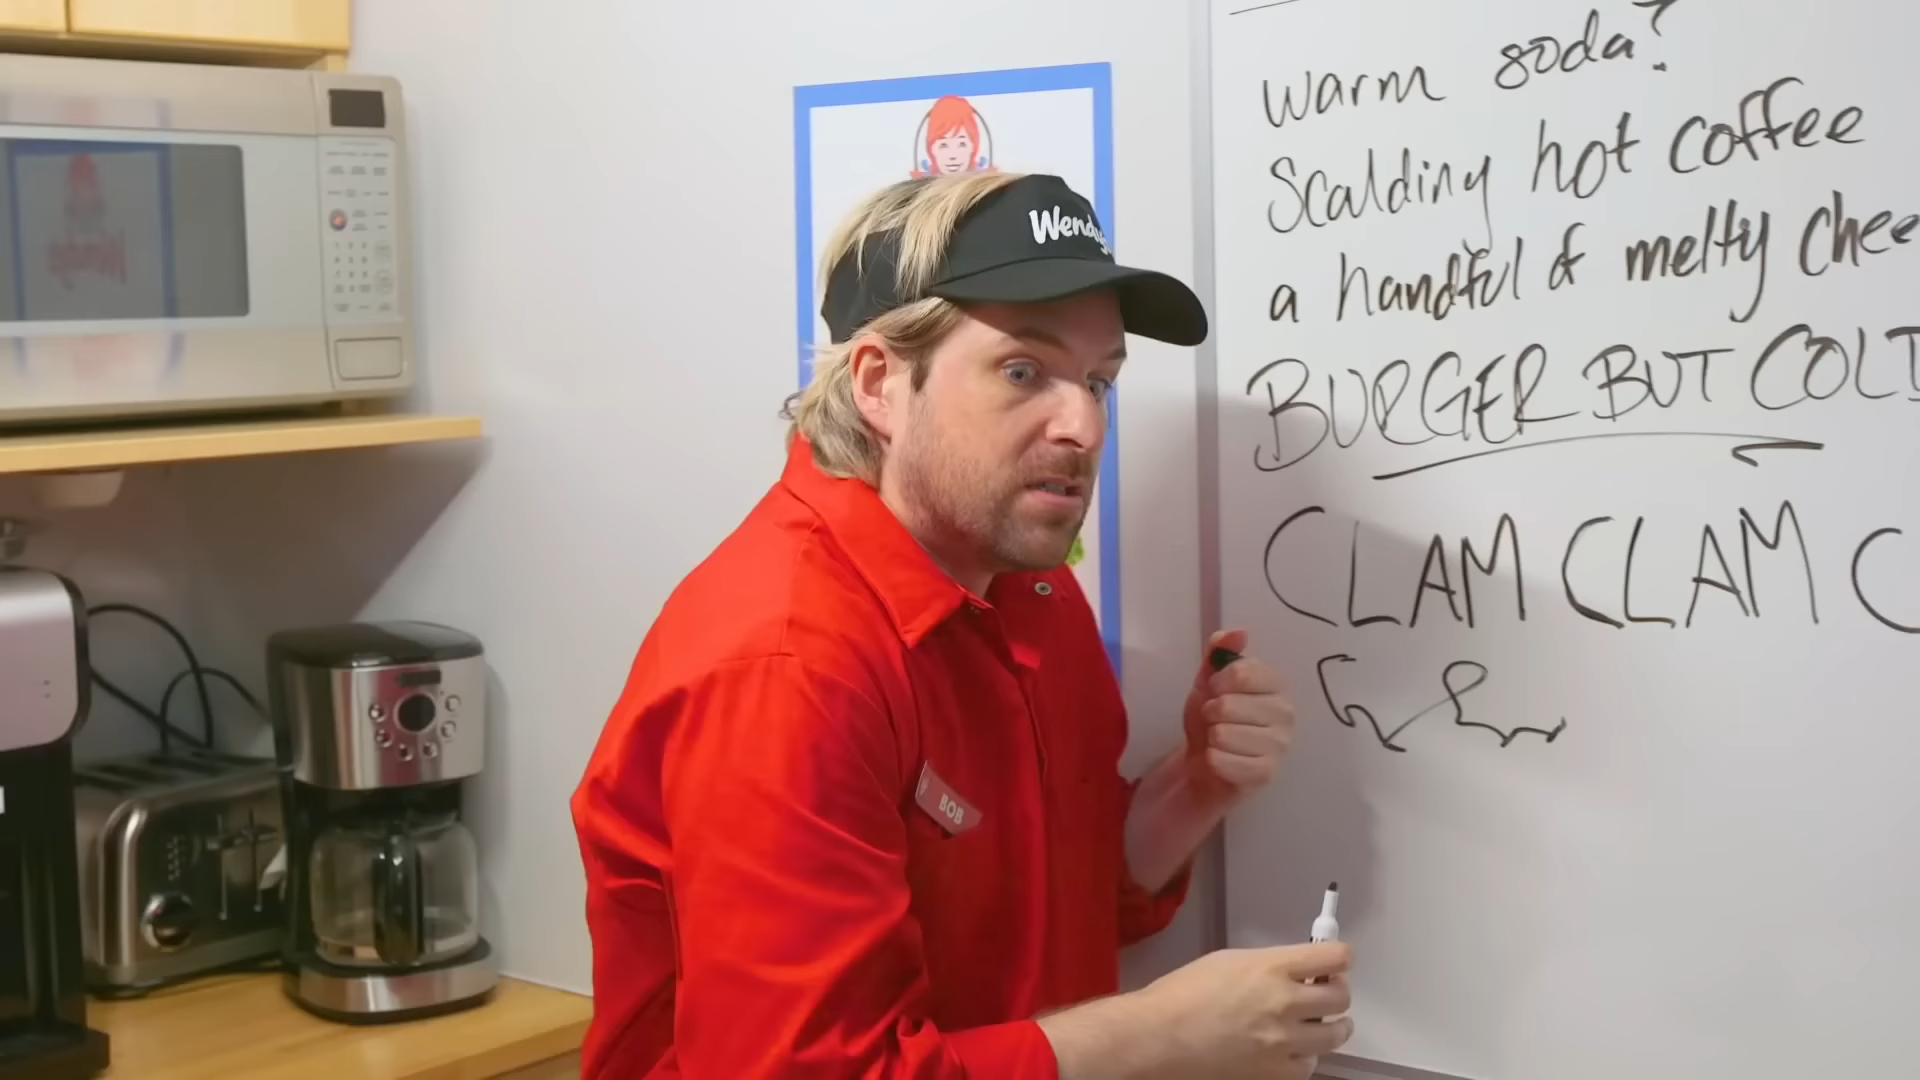 warm soda?
Scalding hot coffee
a handful of melty chee
BURGER BUT COLD
CLAM CLAM C
Wendy's
BOB